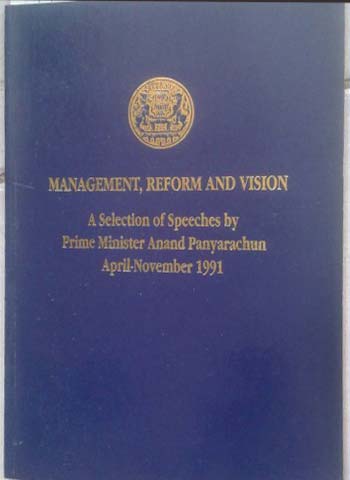 MANAGEMENT, REFORM AND VISION
A Selection of Speeches by
Prime Minister Anand Panyarachun
April-November 1991